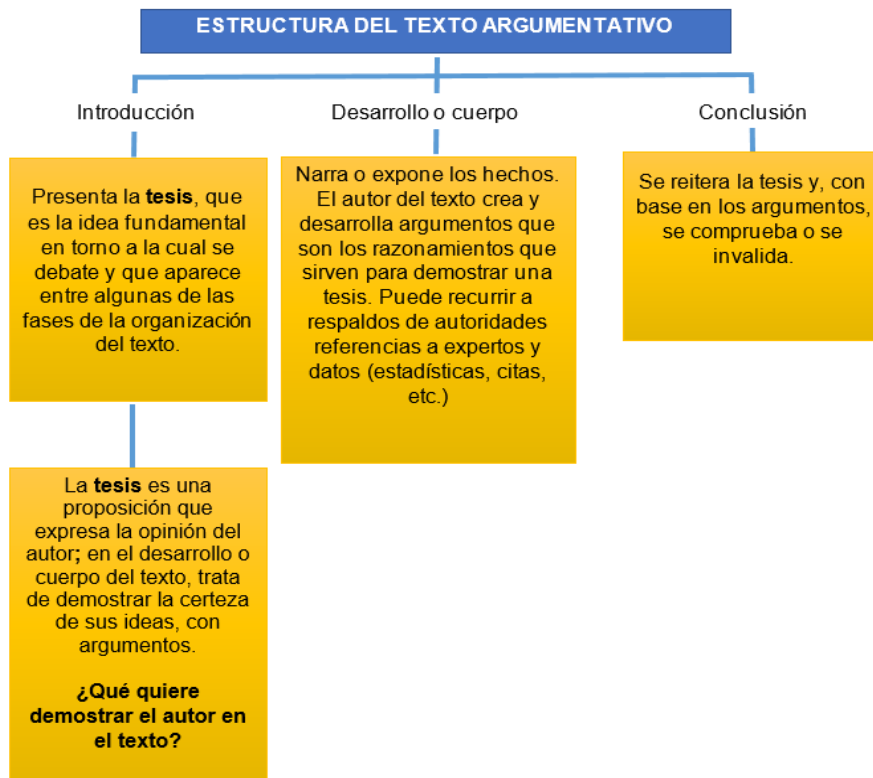 ESTRUCTURA DEL TEXTO ARGUMENTATIVO
Introducción
Presenta la tesis, que
es la idea fundamental
en torno a la cual se
debate y que aparece
entre algunas de las
fases de la organización
del texto.
La tesis es una
proposición que
expresa la opinión del
autor; en el desarrollo o
cuerpo del texto, trata
de demostrar la certeza
de sus ideas, con
argumentos.
¿Qué quiere
demostrar el autor en
el texto?
Desarrollo o cuerpo
Narra o expone los hechos.
El autor del texto crea y
desarrolla argumentos que
son los razonamientos que
sirven para demostrar una
tesis. Puede recurrir a
respaldos de autoridades
referencias a expertos y
datos (estadísticas, citas,
etc.)
Conclusión
Se reitera la tesis y, con
base en los argumentos,
se comprueba o se
invalida.